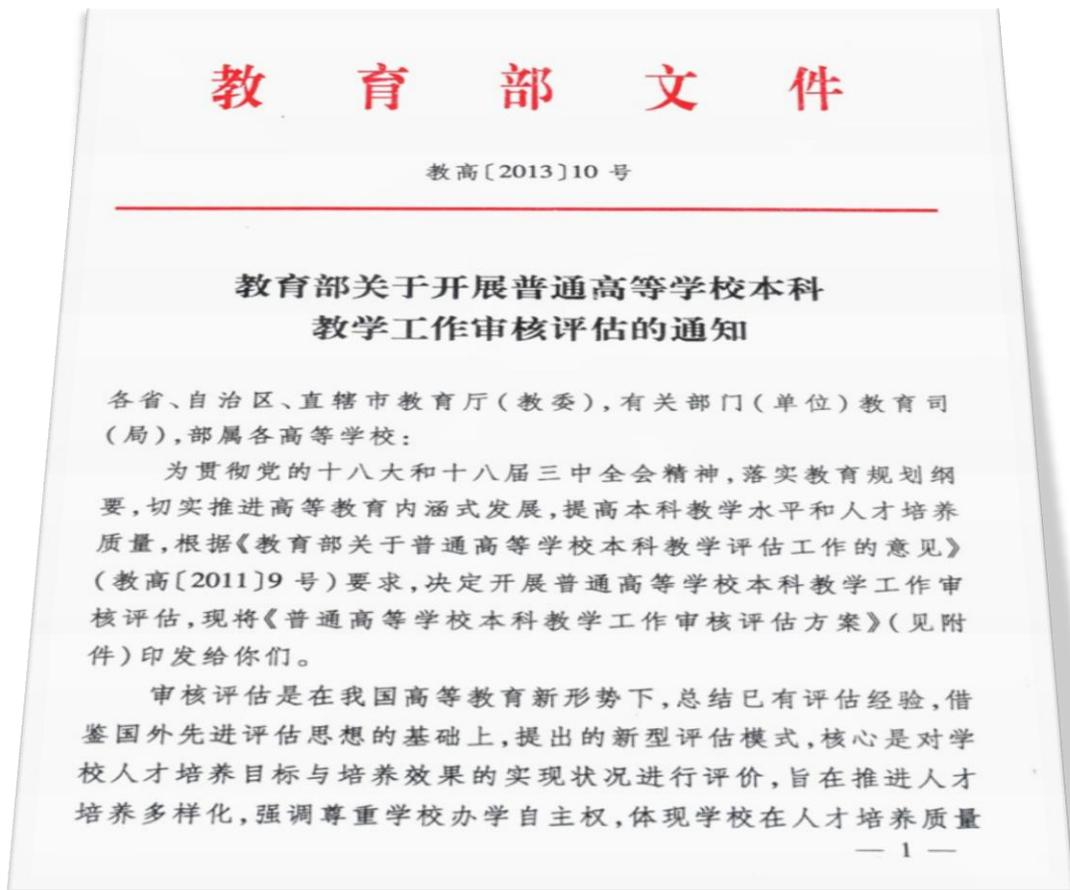 教育部文件
教高〔2013〕10 号
教育部关于开展普通高等学校本科
教学工作审核评估的通知
各省、自治区、直辖市教育厅(教委),有关部门(单位)教育司
(局),部属各高等学校:
为贯彻党的十八大和十八届三中全会精神,落实教育规划纲
要,切实推进高等教育内涵式发展,提高本科教学水平和人才培养
质量,根据《教育部关于普通高等学校本科教学评估工作的意见》
(教高〔2011〕9 号)要求,决定开展普通高等学校本科教学工作审
核评估,现将《普通高等学校本科教学工作审核评估方案》(见附
件)印发给你们。
审核评估是在我国高等教育新形势下,总结已有评估经验,借
鉴国外先进评估思想的基础上,提出的新型评估模式,核心是对学
校人才培养目标与培养效果的实现状况进行评价,旨在推进人才
培养多样化,强调尊重学校办学自主权,体现学校在人才培养质量
— 1 —